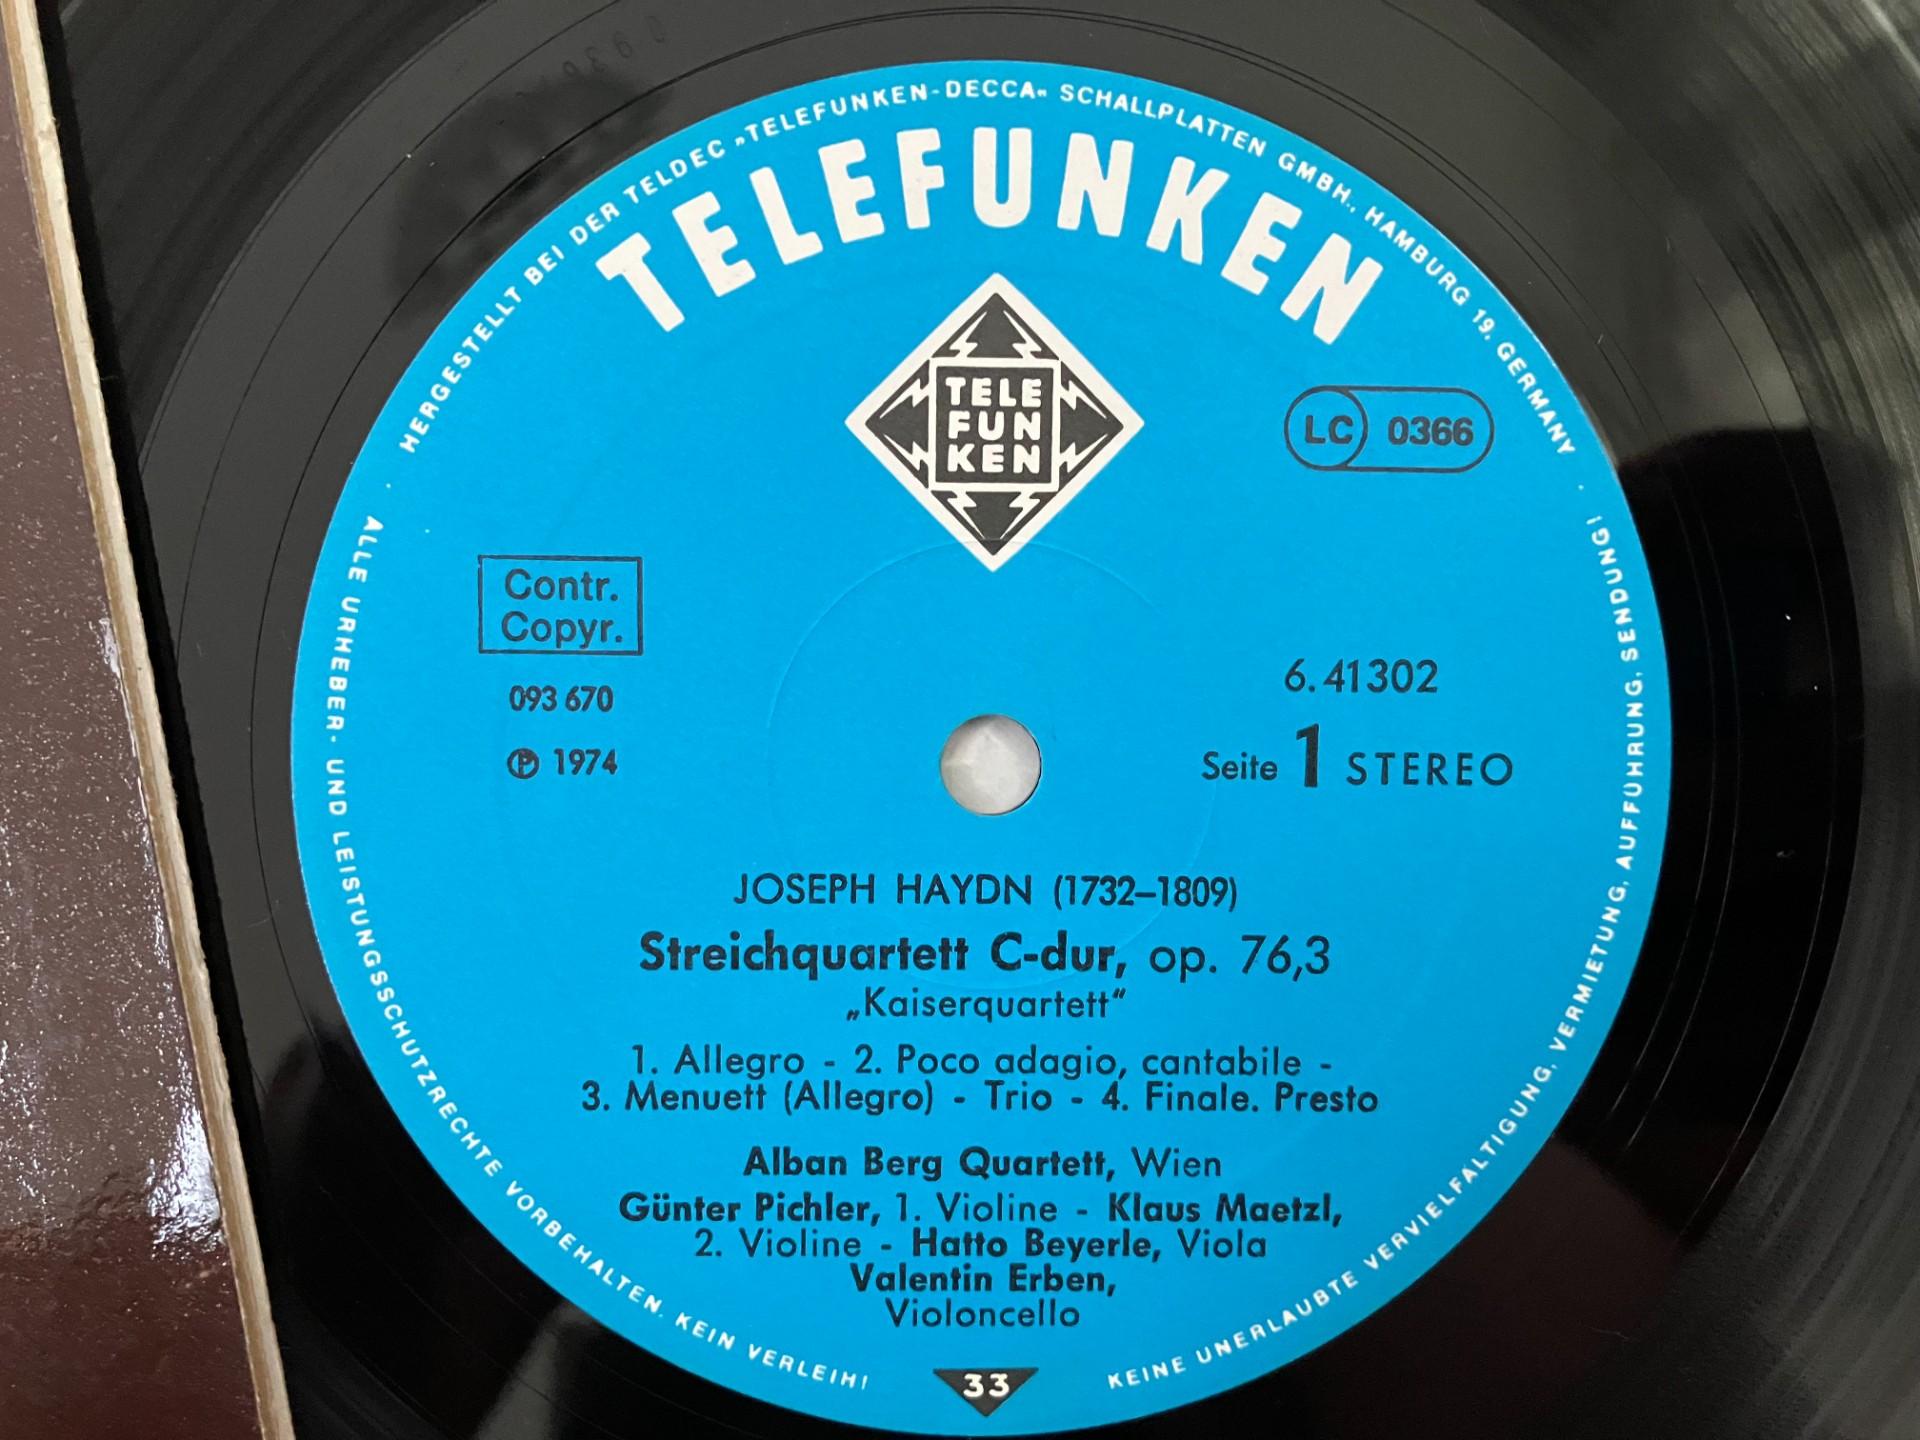 HERGESTELLT BEI DER TELDEC „TELEFUNKEN-DECCA“ SCHALLPLATTEN GMBH., HAMBURG 19, GERMANY
TELEFUNKEN
TELE
FUN
KEN
LC 0366
Contr.
Copyr.
093 670
℗ 1974
6.41302
Seite 1 STEREO
JOSEPH HAYDN (1732–1809)
Streichquartett C-dur, op. 76,3
„Kaiserquartett“
1. Allegro - 2. Poco adagio, cantabile -
3. Menuett (Allegro) - Trio - 4. Finale. Presto
Alban Berg Quartett, Wien
Günter Pichler, 1. Violine - Klaus Maetzl,
2. Violine - Hatto Beyerle, Viola
Valentin Erben,
Violoncello
33
ALLE URHEBER- UND LEISTUNGSSCHUTZRECHTE VORBEHALTEN. KEIN VERLEIH!
KEINE UNERLAUBTE VERVIELFÄLTIGUNG, VERMIETUNG, AUFFÜHRUNG, SENDUNG!